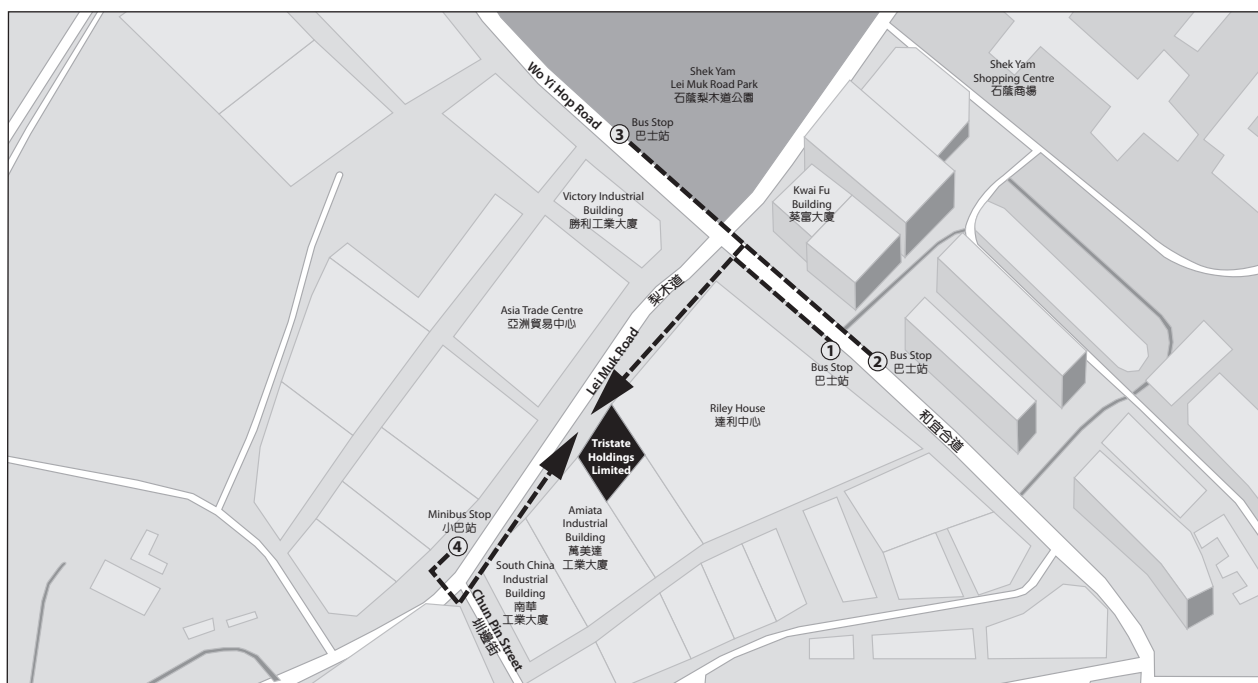 Wo Yi Hop Road
Shek Yam
Lei Muk Road Park
石蔭梨木道公園
Shek Yam
Shopping Centre
石蔭商場
3
Bus Stop
巴士站
Victory Industrial
Building
勝利工業大廈
Kwai Fu
Building
葵富大廈
Asia Trade Centre
亞洲貿易中心
梨木道
Lei Muk Road
1
Bus Stop
巴士站
2
Bus Stop
巴士站
Riley House
達利中心
和宜合道
Tristate
Holdings
Limited
Minibus Stop
小巴站
4
Amiata
Industrial
Building
萬美達
工業大廈
South China
Industrial
Building
南華
工業大廈
Chun Pin Street
圳邊街